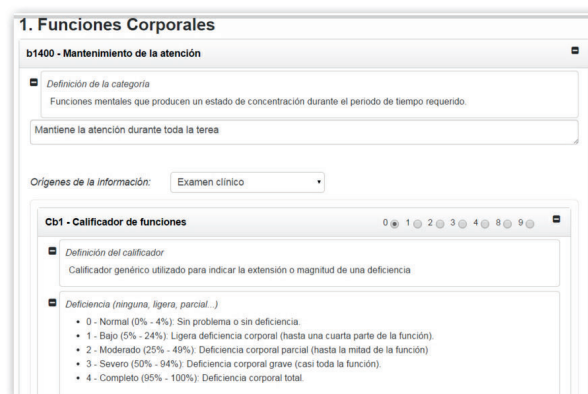 1. Funciones Corporales
b1400 - Mantenimiento de la atención
Definición de la categoría
Funciones mentales que producen un estado de concentración durante el periodo de tiempo requerido.
Mantiene la atención durante toda la terea
Orígenes de la información: Examen clínico
Cb1 - Calificador de funciones 0 1 2 3 4 8 9
Definición del calificador
Calificador genérico utilizado para indicar la extensión o magnitud de una deficiencia
Deficiencia (ninguna, ligera, parcial...)
• 0 - Normal (0% - 4%): Sin problema o sin deficiencia.
• 1 - Bajo (5% - 24%): Ligera deficiencia corporal (hasta una cuarta parte de la función).
• 2 - Moderado (25% - 49%): Deficiencia corporal parcial (hasta la mitad de la función)
• 3 - Severo (50% - 94%): Deficiencia corporal grave (casi toda la función).
• 4 - Completo (95% - 100%): Deficiencia corporal total.